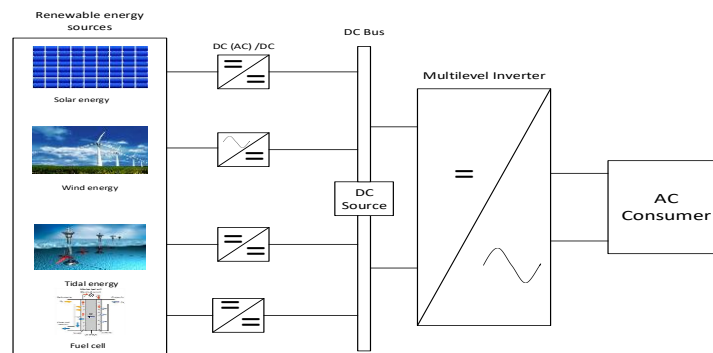 Renewable energy
sources
DC (AC) /DC
DC Bus
Multilevel Inverter
Solar energy
Wind energy
DC
Source
AC
Consumer
Tidal energy
Fuel cell